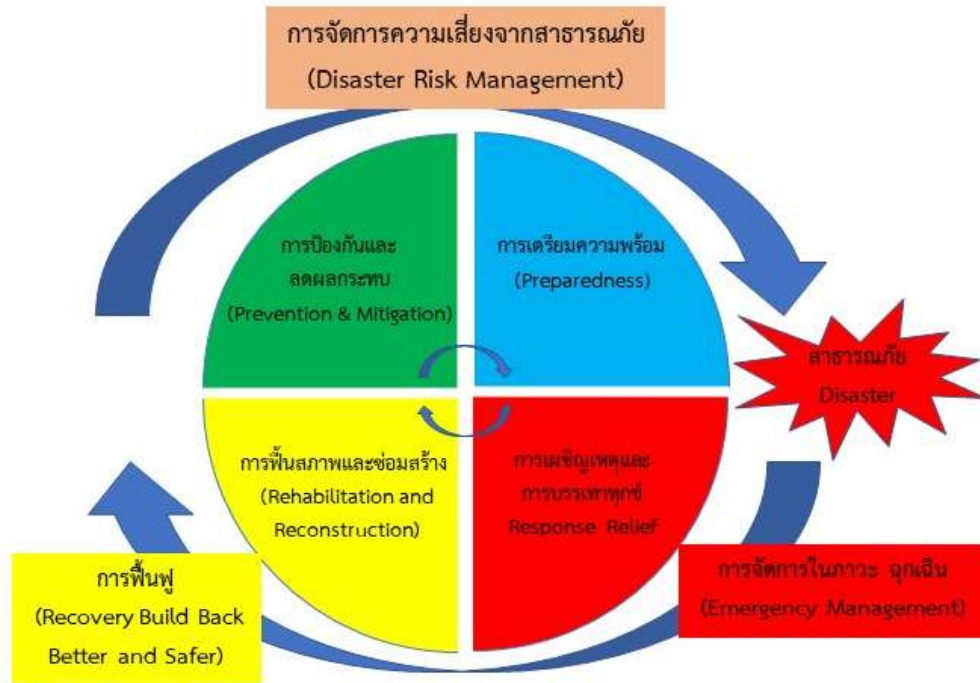 การจัดการความเสี่ยงจากสาธารณภัย
(Disaster Risk Management)
การป้องกันและ
ลดผลกระทบ
(Prevention & Mitigation)
การเตรียมความพร้อม
(Preparedness)
สาธารณภัย
Disaster
การฟื้นสภาพและซ่อมสร้าง
(Rehabilitation and
Reconstruction)
การเผชิญเหตุและ
การบรรเทาทุกข์
Response Relief
การฟื้นฟู
(Recovery Build Back
Better and Safer)
การจัดการในภาวะ ฉุกเฉิน
(Emergency Management)